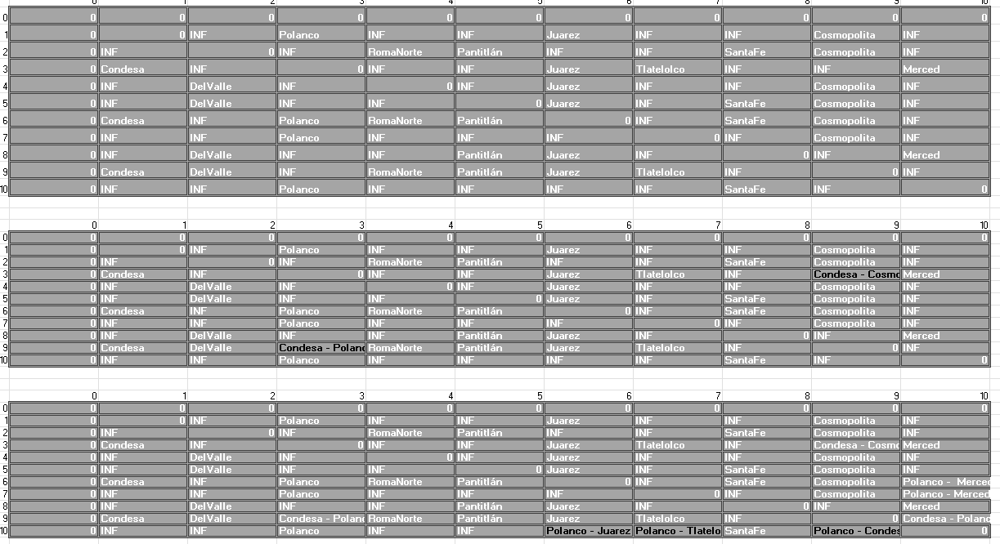 0 1 2 3 4 5 6 7 8 9 10
0 0 0 0 0 0 0 0 0 0 0 0
1 0 0 INF Polanco INF INF Juarez INF INF Cosmopolita INF
2 0 INF 0 INF RomaNorte Pantitlán INF INF SantaFe Cosmopolita INF
3 0 Condesa INF 0 INF INF Juarez Tlatelolco INF INF Merced
4 0 INF DelValle INF 0 INF Juarez INF INF Cosmopolita INF
5 0 INF DelValle INF INF 0 Juarez INF SantaFe Cosmopolita INF
6 0 Condesa INF Polanco RomaNorte Pantitlán 0 INF SantaFe Cosmopolita INF
7 0 INF INF Polanco INF INF INF 0 INF Cosmopolita INF
8 0 INF DelValle INF INF Pantitlán Juarez INF 0 INF Merced
9 0 Condesa DelValle INF RomaNorte Pantitlán Juarez Tlatelolco INF 0 INF
10 0 INF INF Polanco INF INF INF INF SantaFe INF 0
0 1 2 3 4 5 6 7 8 9 10
0 0 0 0 0 0 0 0 0 0 0 0
1 0 0 INF Polanco INF INF Juarez INF INF Cosmopolita INF
2 0 INF 0 INF RomaNorte Pantitlán INF INF SantaFe Cosmopolita INF
3 0 Condesa INF 0 INF INF Juarez Tlatelolco INF Condesa - Cosmo Merced
4 0 INF DelValle INF 0 INF Juarez INF INF Cosmopolita INF
5 0 INF DelValle INF INF 0 Juarez INF SantaFe Cosmopolita INF
6 0 Condesa INF Polanco RomaNorte Pantitlán 0 INF SantaFe Cosmopolita INF
7 0 INF INF Polanco INF INF INF 0 INF Cosmopolita INF
8 0 INF DelValle INF INF Pantitlán Juarez INF 0 INF Merced
9 0 Condesa DelValle Condesa - Polanc RomaNorte Pantitlán Juarez Tlatelolco INF 0 INF
10 0 INF INF Polanco INF INF INF INF SantaFe INF 0
0 1 2 3 4 5 6 7 8 9 10
0 0 0 0 0 0 0 0 0 0 0 0
1 0 0 INF Polanco INF INF Juarez INF INF Cosmopolita INF
2 0 INF 0 INF RomaNorte Pantitlán INF INF SantaFe Cosmopolita INF
3 0 Condesa INF 0 INF INF Juarez Tlatelolco INF Condesa - Cosmo Merced
4 0 INF DelValle INF 0 INF Juarez INF INF Cosmopolita INF
5 0 INF DelValle INF INF 0 Juarez INF SantaFe Cosmopolita INF
6 0 Condesa INF Polanco RomaNorte Pantitlán 0 INF SantaFe Cosmopolita Polanco - Merced
7 0 INF INF Polanco INF INF INF 0 INF Cosmopolita Polanco - Merced
8 0 INF DelValle INF INF Pantitlán Juarez INF 0 INF Merced
9 0 Condesa DelValle Condesa - Polanc RomaNorte Pantitlán Juarez Tlatelolco INF 0 Condesa - Polanc
10 0 INF INF Polanco INF INF Polanco - Juarez Polanco - Tlatelo SantaFe Polanco - Condes 0